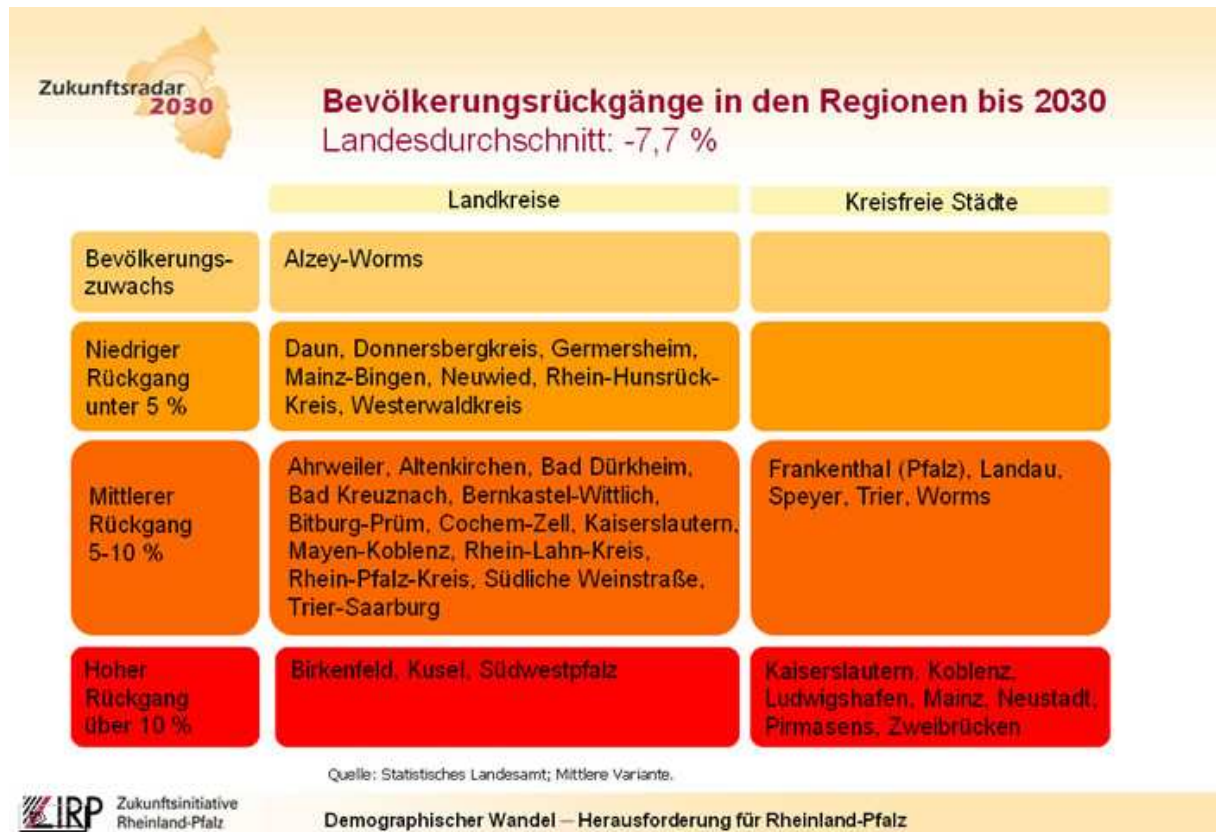 Zukunftsradar
2030
Bevölkerungsrückgänge in den Regionen bis 2030
Landesdurchschnitt: -7,7 %
Landkreise
Kreisfreie Städte
Bevölkerungs-
zuwachs
Alzey-Worms
Niedriger
Rückgang
unter 5 %
Daun, Donnersbergkreis, Germersheim,
Mainz-Bingen, Neuwied, Rhein-Hunsrück-
Kreis, Westerwaldkreis
Mittlerer
Rückgang
5-10 %
Ahrweiler, Altenkirchen, Bad Dürkheim,
Bad Kreuznach, Bernkastel-Wittlich,
Bitburg-Prüm, Cochem-Zell, Kaiserslautern,
Mayen-Koblenz, Rhein-Lahn-Kreis,
Rhein-Pfalz-Kreis, Südliche Weinstraße,
Trier-Saarburg
Frankenthal (Pfalz), Landau,
Speyer, Trier, Worms
Hoher
Rückgang
über 10 %
Birkenfeld, Kusel, Südwestpfalz
Kaiserslautern, Koblenz,
Ludwigshafen, Mainz, Neustadt,
Pirmasens, Zweibrücken
Quelle: Statistisches Landesamt; Mittlere Variante.
ZIRP
Zukunftsinitiative
Rheinland-Pfalz
Demographischer Wandel – Herausforderung für Rheinland-Pfalz